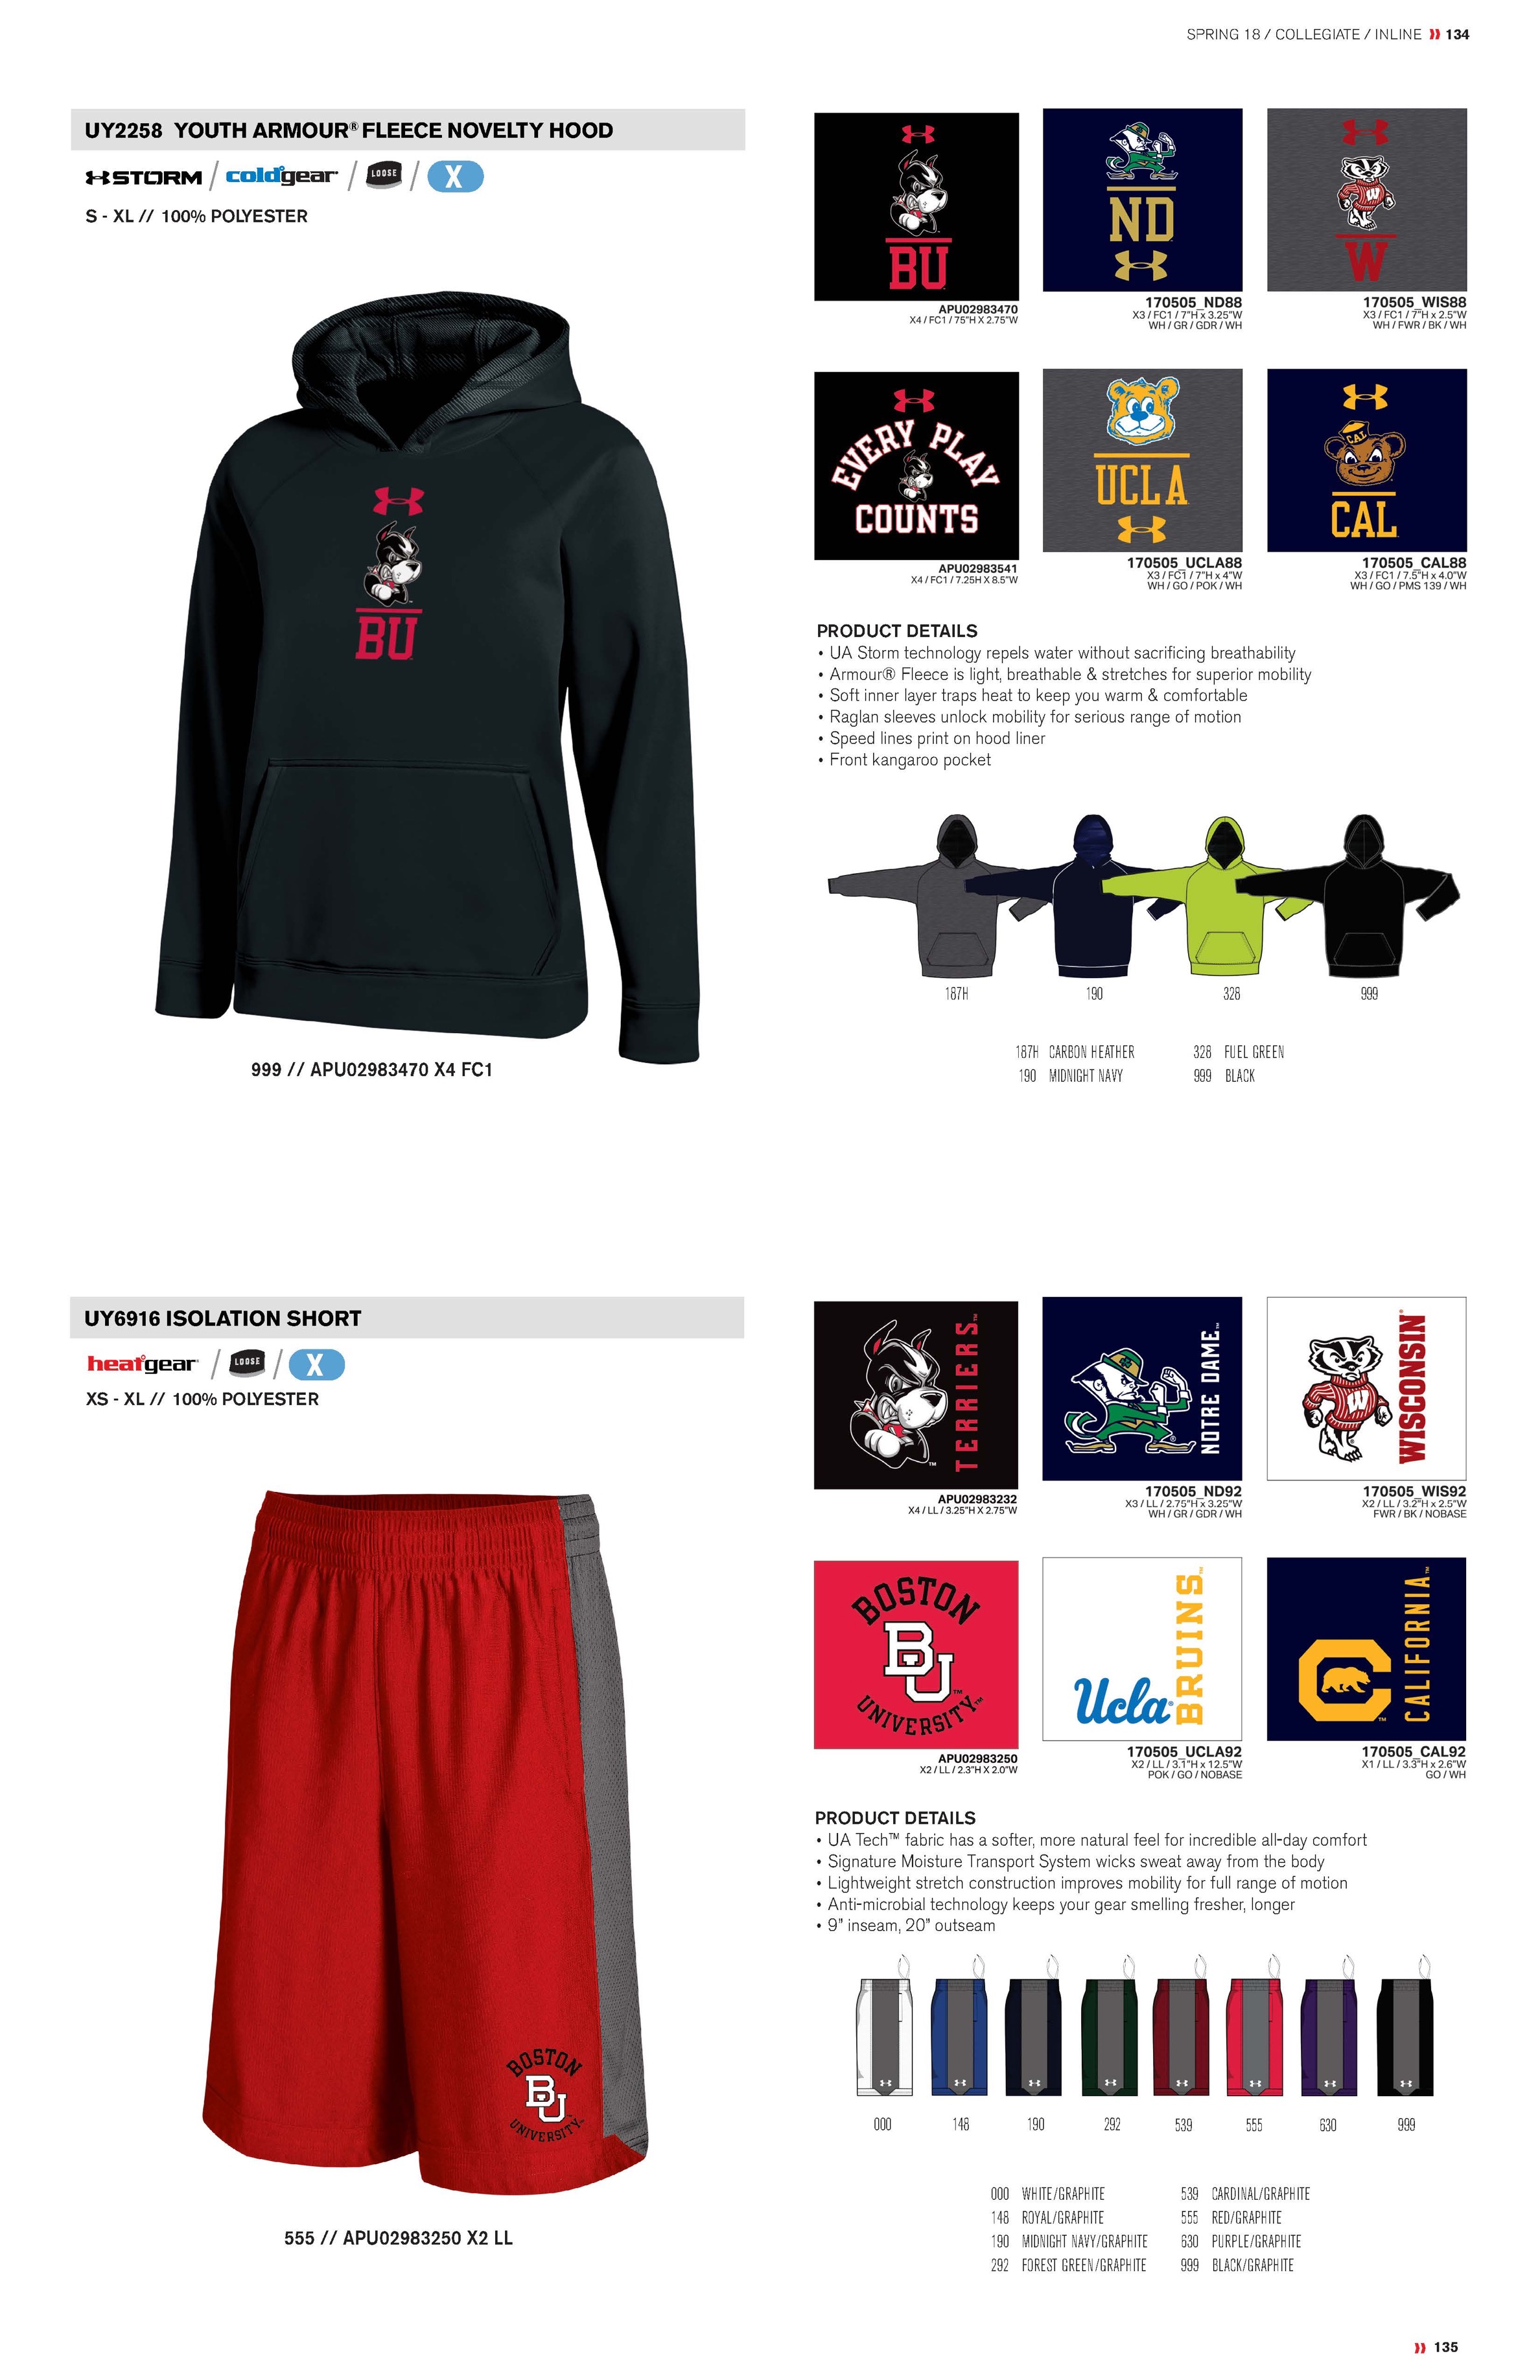 SPRING 18 / COLLEGIATE / INLINE 134
UY2258 YOUTH ARMOUR® FLEECE NOVELTY HOOD
STORM / coldgear / LOOSE / X
S - XL // 100% POLYESTER
BU
999 // APU02983470 X4 FC1
BU
APU02983470
X4 / FC1 / 75"H X 2.75"W
ND
170505_ND88
X3 / FC1 / 7"H x 3.25"W
WH / GR / GDR / WH
W
W
170505_WIS88
X3 / FC1 / 7"H x 2.5"W
WH / FWR / BK / WH
EVERY PLAY
COUNTS
APU02983541
X4 / FC1 / 7.25H X 8.5"W
UCLA
170505_UCLA88
X3 / FC1 / 7"H x 4"W
WH / GO / POK / WH
CAL
CAL
170505_CAL88
X3 / FC1 / 7.5"H x 4.0"W
WH / GO / PMS 139 / WH
PRODUCT DETAILS
• UA Storm technology repels water without sacrificing breathability
• Armour® Fleece is light, breathable & stretches for superior mobility
• Soft inner layer traps heat to keep you warm & comfortable
• Raglan sleeves unlock mobility for serious range of motion
• Speed lines print on hood liner
• Front kangaroo pocket
187H 190 328 999
187H CARBON HEATHER 328 FUEL GREEN
190 MIDNIGHT NAVY 999 BLACK
UY6916 ISOLATION SHORT
heatgear / LOOSE / X
XS - XL // 100% POLYESTER
BOSTON
BU
UNIVERSITY™
555 // APU02983250 X2 LL
TERRIERS™
™
APU02983232
X4 / LL / 3.25"H X 2.75"W
NOTRE DAME™
®
170505_ND92
X3 / LL / 2.75"H x 3.25"W
WH / GR / GDR / WH
W
WISCONSIN®
170505_WIS92
X2 / LL / 3.2"H x 2.5"W
FWR / BK / NOBASE
BOSTON
BU™
UNIVERSITY™
APU02983250
X2 / LL / 2.3"H X 2.0"W
Ucla®
BRUINS™
170505_UCLA92
X2 / LL / 3.1"H x 12.5"W
POK / GO / NOBASE
C™
CALIFORNIA™
170505_CAL92
X1 / LL / 3.3"H x 2.6"W
GO / WH
PRODUCT DETAILS
• UA Tech™ fabric has a softer, more natural feel for incredible all-day comfort
• Signature Moisture Transport System wicks sweat away from the body
• Lightweight stretch construction improves mobility for full range of motion
• Anti-microbial technology keeps your gear smelling fresher, longer
• 9" inseam, 20" outseam
000 148 190 292 539 555 630 999
000 WHITE/GRAPHITE 539 CARDINAL/GRAPHITE
148 ROYAL/GRAPHITE 555 RED/GRAPHITE
190 MIDNIGHT NAVY/GRAPHITE 630 PURPLE/GRAPHITE
292 FOREST GREEN/GRAPHITE 999 BLACK/GRAPHITE
135